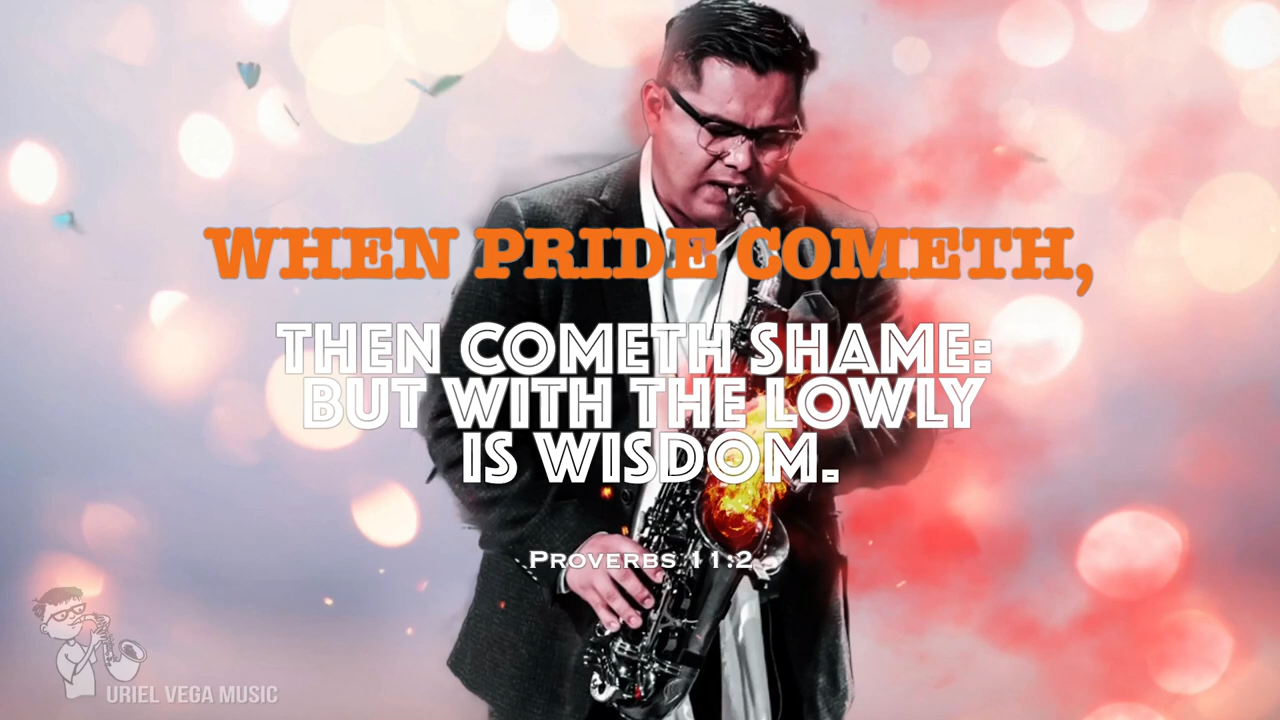 WHEN PRIDE COMETH,
THEN COMETH SHAME:
BUT WITH THE LOWLY
IS WISDOM.
PROVERBS 11:2
URIEL VEGA MUSIC